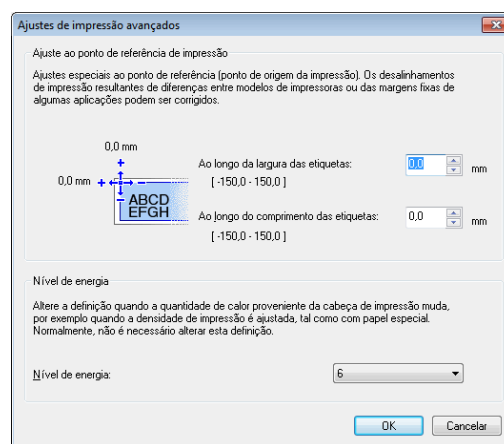 Ajustes de impressão avançados
Ajuste ao ponto de referência de impressão
Ajustes especiais ao ponto de referência (ponto de origem da impressão). Os desalinhamentos
de impressão resultantes de diferenças entre modelos de impressoras ou das margens fixas de
algumas aplicações podem ser corrigidos.
0,0 mm
0,0 mm
ABCD
EFGH
Ao longo da largura das etiquetas:
0,0 mm
[ -150,0 - 150,0 ]
Ao longo do comprimento das etiquetas:
0,0 mm
[ -150,0 - 150,0 ]
Nível de energia
Altere a definição quando a quantidade de calor proveniente da cabeça de impressão muda,
por exemplo quando a densidade de impressão é ajustada, tal como com papel especial.
Normalmente, não é necessário alterar esta definição.
Nível de energia:
6
OK
Cancelar